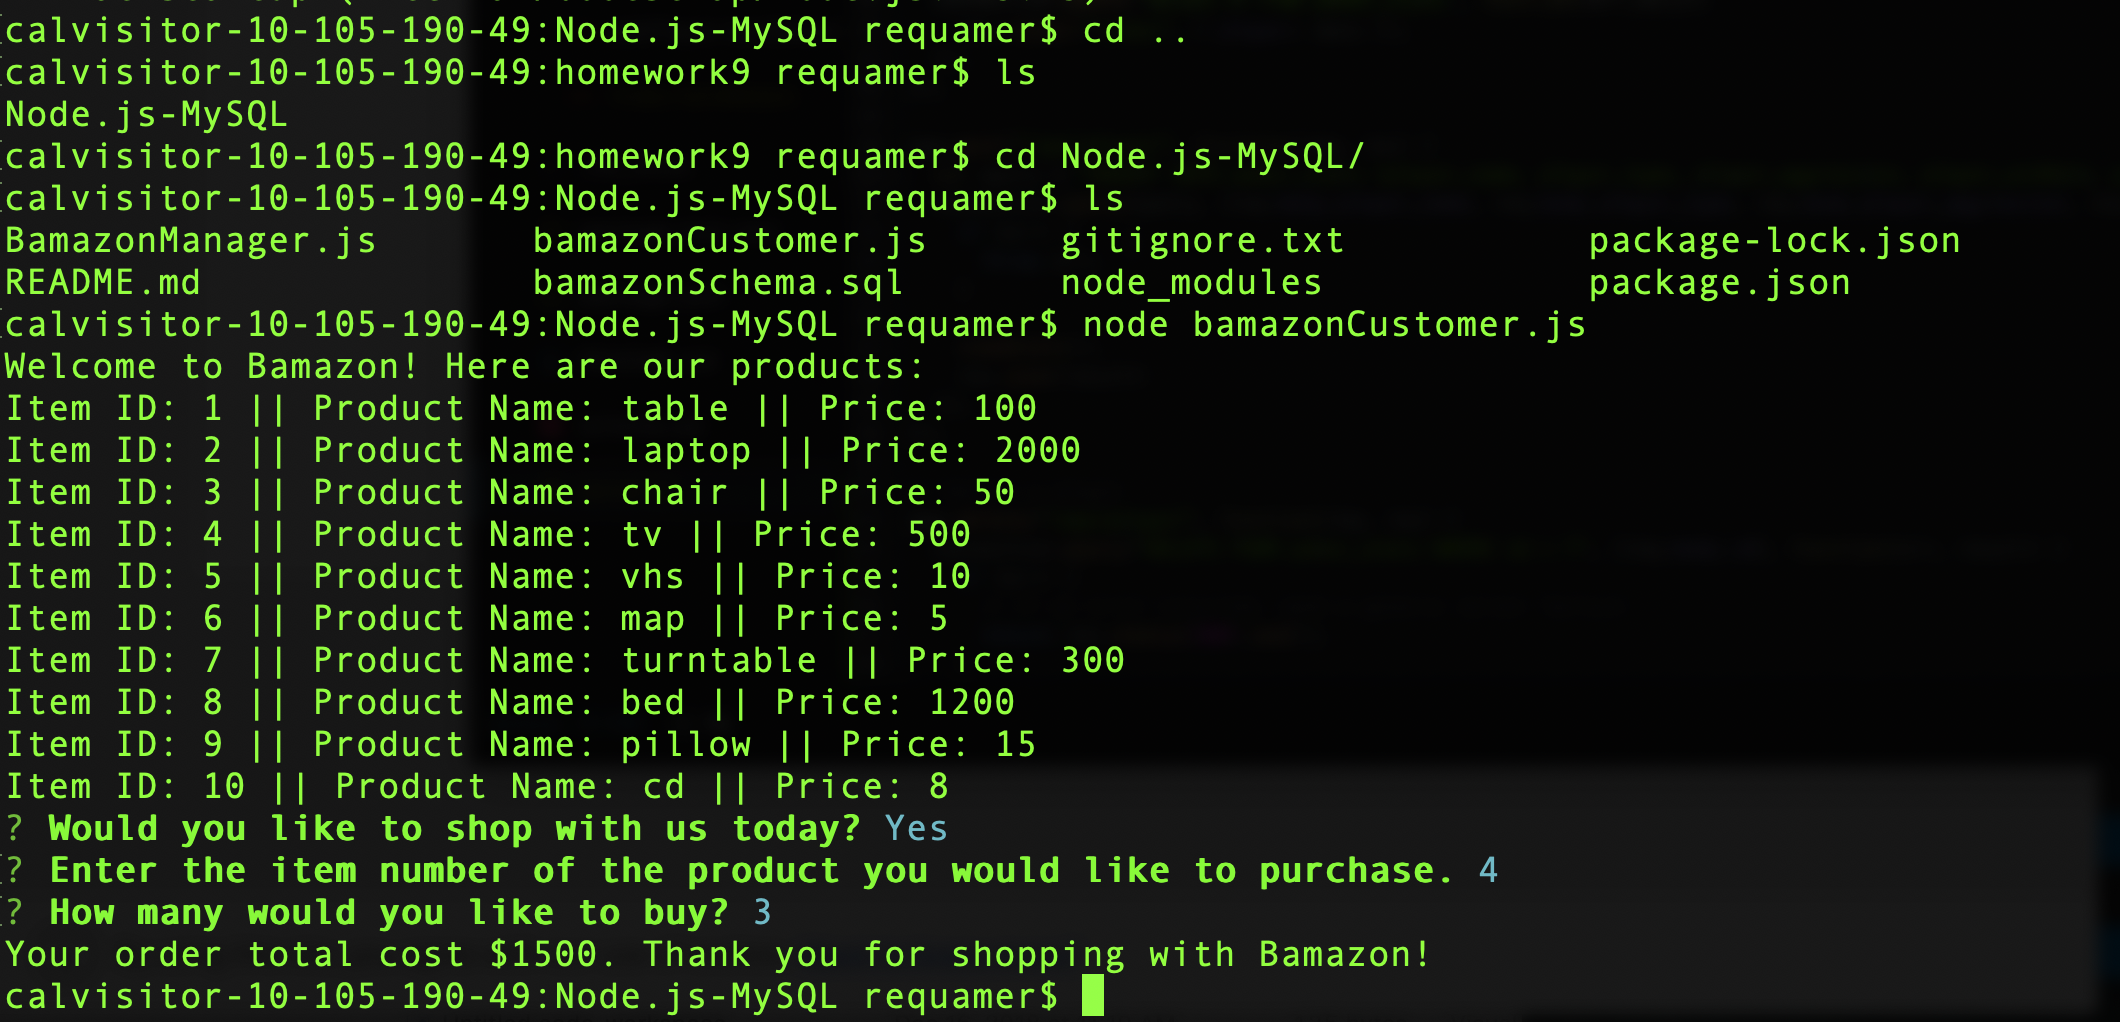 calvisitor-10-105-190-49:Node.js-MySQL requamer$ cd ..
calvisitor-10-105-190-49:homework9 requamer$ ls
Node.js-MySQL
calvisitor-10-105-190-49:homework9 requamer$ cd Node.js-MySQL/
calvisitor-10-105-190-49:Node.js-MySQL requamer$ ls
BamazonManager.js bamazonCustomer.js gitignore.txt package-lock.json
README.md bamazonSchema.sql node_modules package.json
calvisitor-10-105-190-49:Node.js-MySQL requamer$ node bamazonCustomer.js
Welcome to Bamazon! Here are our products:
Item ID: 1 || Product Name: table || Price: 100
Item ID: 2 || Product Name: laptop || Price: 2000
Item ID: 3 || Product Name: chair || Price: 50
Item ID: 4 || Product Name: tv || Price: 500
Item ID: 5 || Product Name: vhs || Price: 10
Item ID: 6 || Product Name: map || Price: 5
Item ID: 7 || Product Name: turntable || Price: 300
Item ID: 8 || Product Name: bed || Price: 1200
Item ID: 9 || Product Name: pillow || Price: 15
Item ID: 10 || Product Name: cd || Price: 8
? Would you like to shop with us today? Yes
? Enter the item number of the product you would like to purchase. 4
? How many would you like to buy? 3
Your order total cost $1500. Thank you for shopping with Bamazon!
calvisitor-10-105-190-49:Node.js-MySQL requamer$